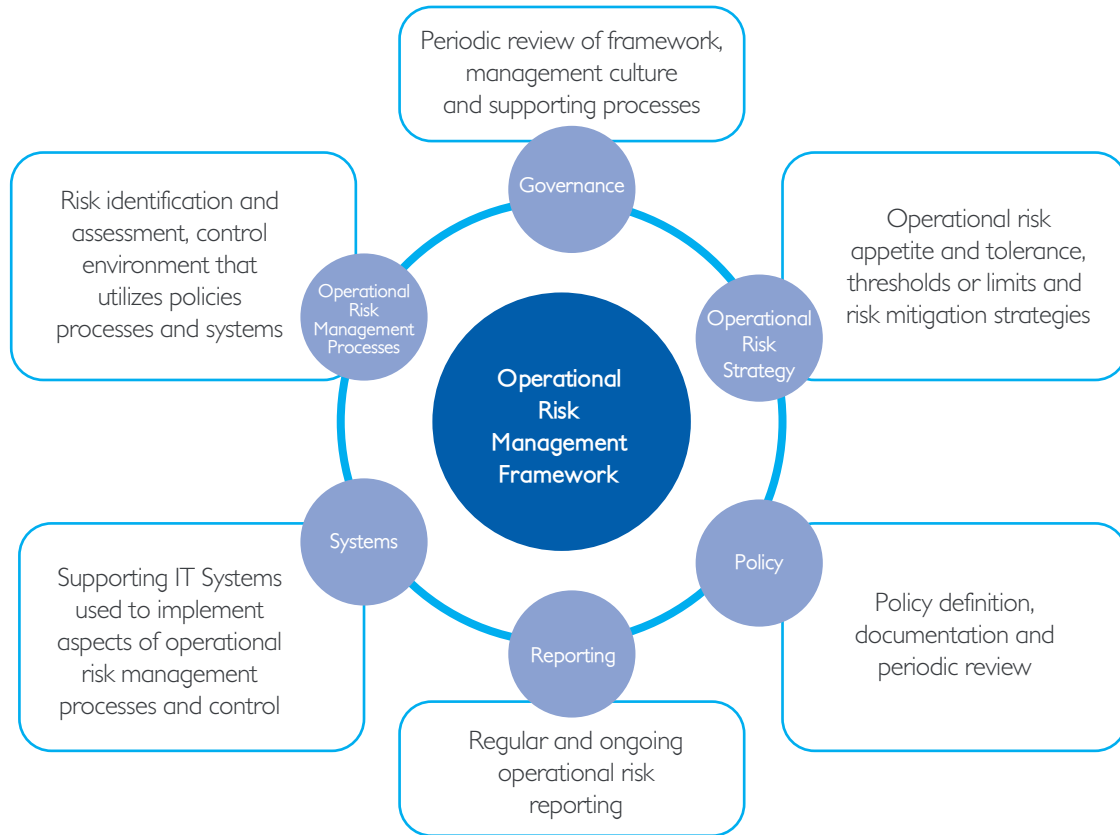 Periodic review of framework,
management culture
and supporting processes
Governance
Risk identification and
assessment, control
environment that
utilizes policies
processes and systems
Operational
Risk
Management
Processes
Operational risk
appetite and tolerance,
thresholds or limits and
risk mitigation strategies
Operational
Risk
Strategy
Operational
Risk
Management
Framework
Systems
Supporting IT Systems
used to implement
aspects of operational
risk management
processes and control
Policy
Policy definition,
documentation and
periodic review
Reporting
Regular and ongoing
operational risk
reporting